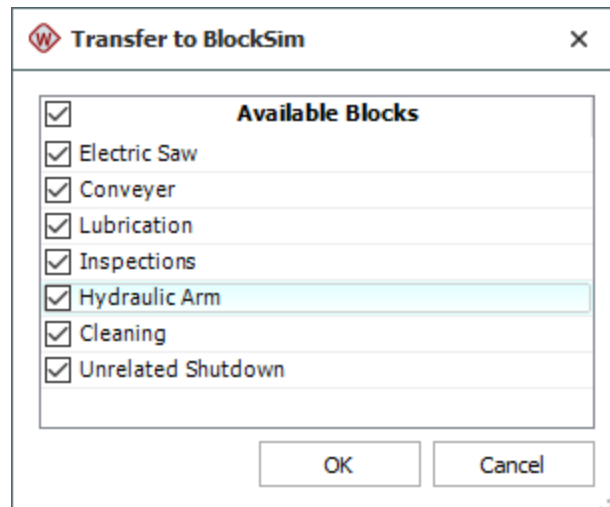 W Transfer to BlockSim
Available Blocks
Electric Saw
Conveyer
Lubrication
Inspections
Hydraulic Arm
Cleaning
Unrelated Shutdown
OK Cancel